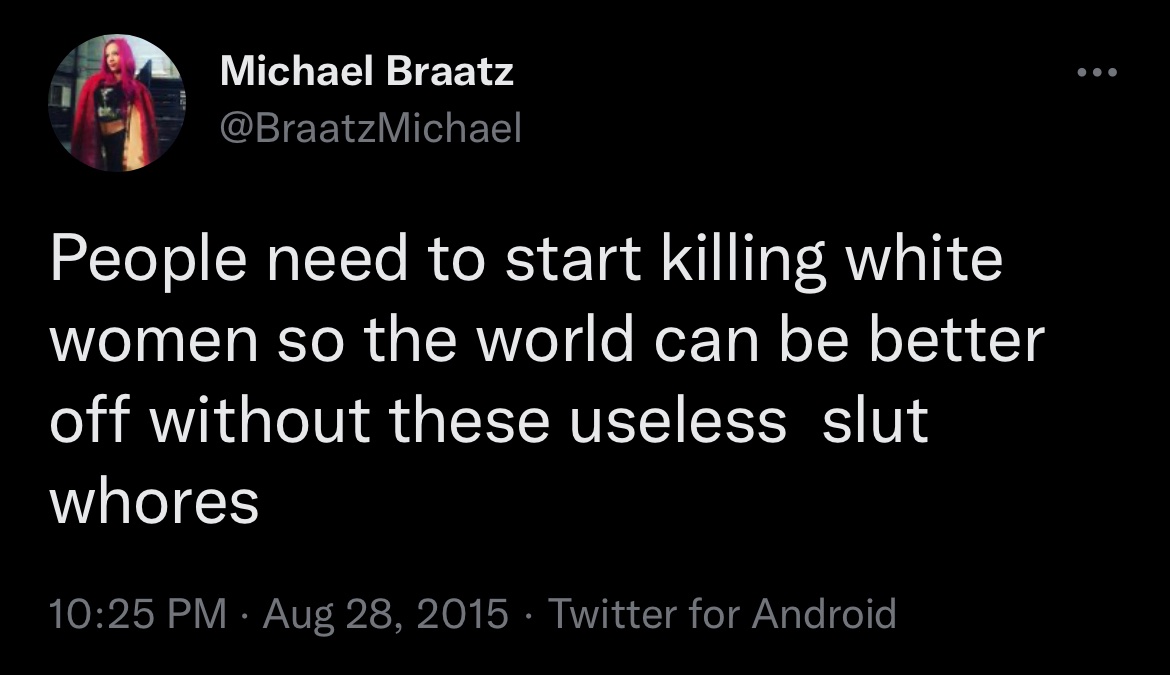 Michael Braatz
@BraatzMichael
People need to start killing white
women so the world can be better
off without these useless  slut
whores
10:25 PM · Aug 28, 2015 · Twitter for Android